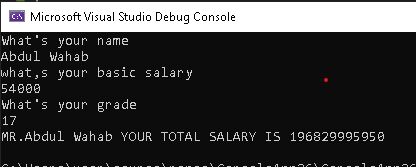 Microsoft Visual Studio Debug Console
What's your name
Abdul Wahab
what,s your basic salary
54000
What's your grade
17
MR.Abdul Wahab YOUR TOTAL SALARY IS 196829995950